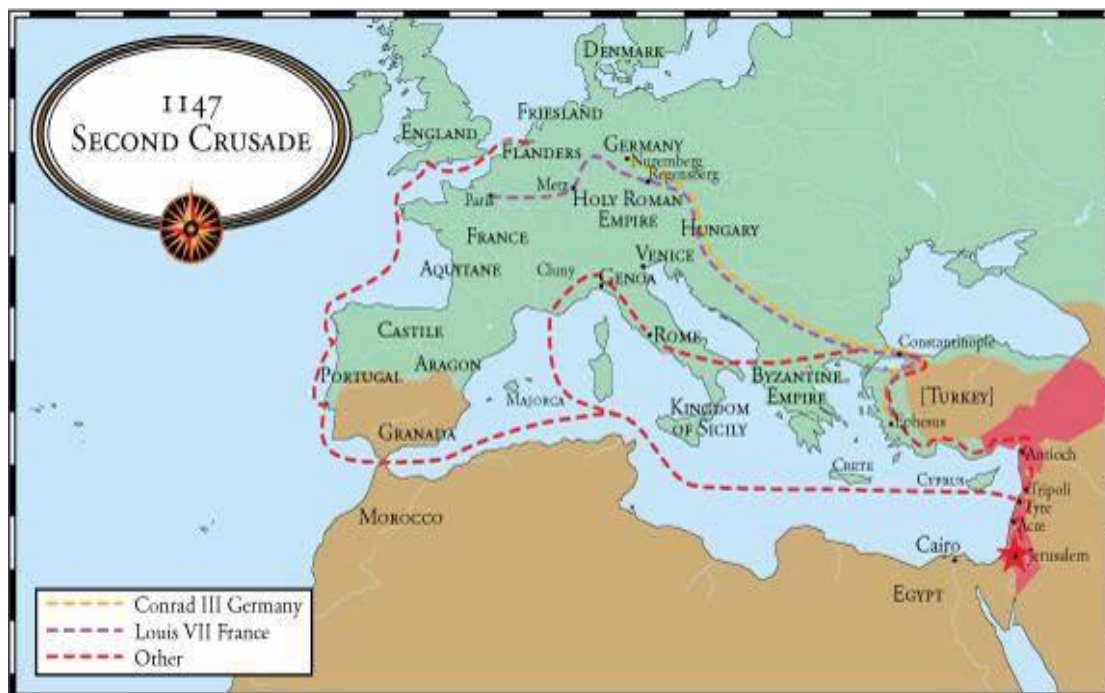 1147
SECOND CRUSADE
DENMARK
FRIESLAND
ENGLAND
FLANDERS
GERMANY
Nuremberg
Regensberg
Metz
Paris
HOLY ROMAN
EMPIRE
HUNGARY
FRANCE
VENICE
AQUITANE
Cluny
GENOA
CASTILE
ROME
Constantinople
ARAGON
PORTUGAL
BYZANTINE
EMPIRE
[TURKEY]
MAJORCA
KINGDOM
OF SICILY
Ephesus
GRANADA
Antioch
CRETE
CYPRUS
Tripoli
Tyre
MOROCCO
Acre
Cairo
Jerusalem
EGYPT
Conrad III Germany
Louis VII France
Other